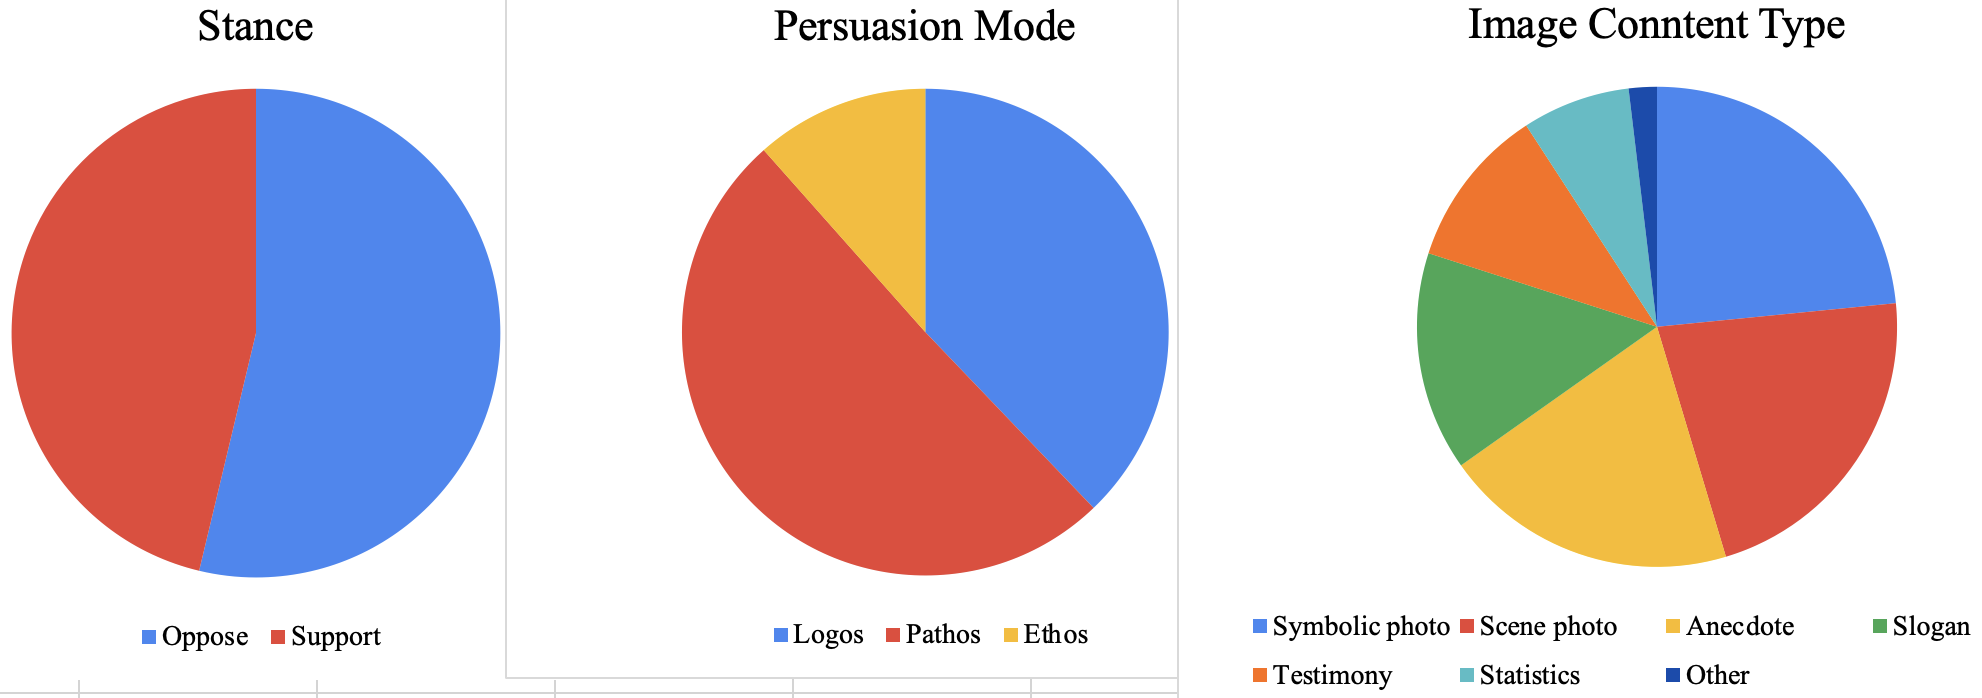 Stance
Oppose Support
Persuasion Mode
Logos Pathos Ethos
Image Conntent Type
Symbolic photo Scene photo Anecdote Slogan
Testimony Statistics Other